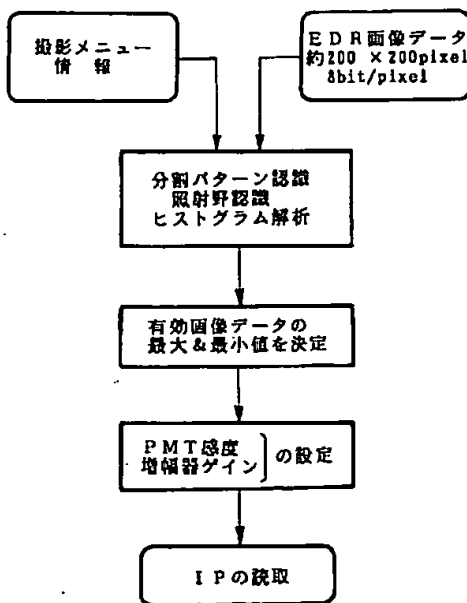 撮影メニュー
情報
EDR画像データ
約200×200pixel
8bit/pixel
分割パターン認識
照射野認識
ヒストグラム解析
有効画像データの
最大&最小値を決定
PMT感度
増幅器ゲイン
の設定
IPの読取